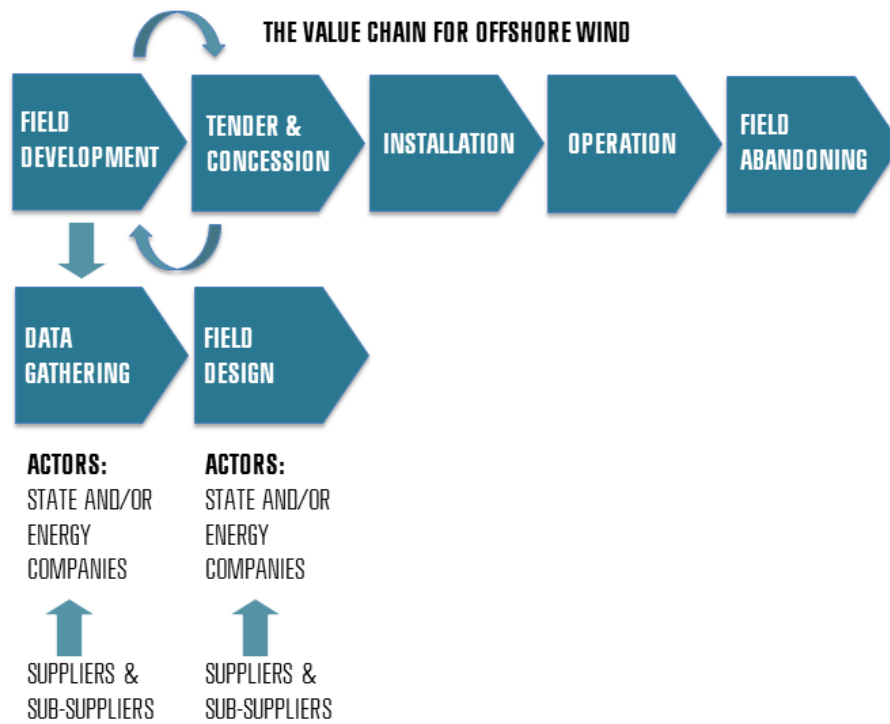 THE VALUE CHAIN FOR OFFSHORE WIND
FIELD
DEVELOPMENT
TENDER &
CONCESSION
INSTALLATION
OPERATION
FIELD
ABANDONING
DATA
GATHERING
FIELD
DESIGN
ACTORS:
STATE AND/OR
ENERGY
COMPANIES
ACTORS:
STATE AND/OR
ENERGY
COMPANIES
SUPPLIERS &
SUB-SUPPLIERS
SUPPLIERS &
SUB-SUPPLIERS